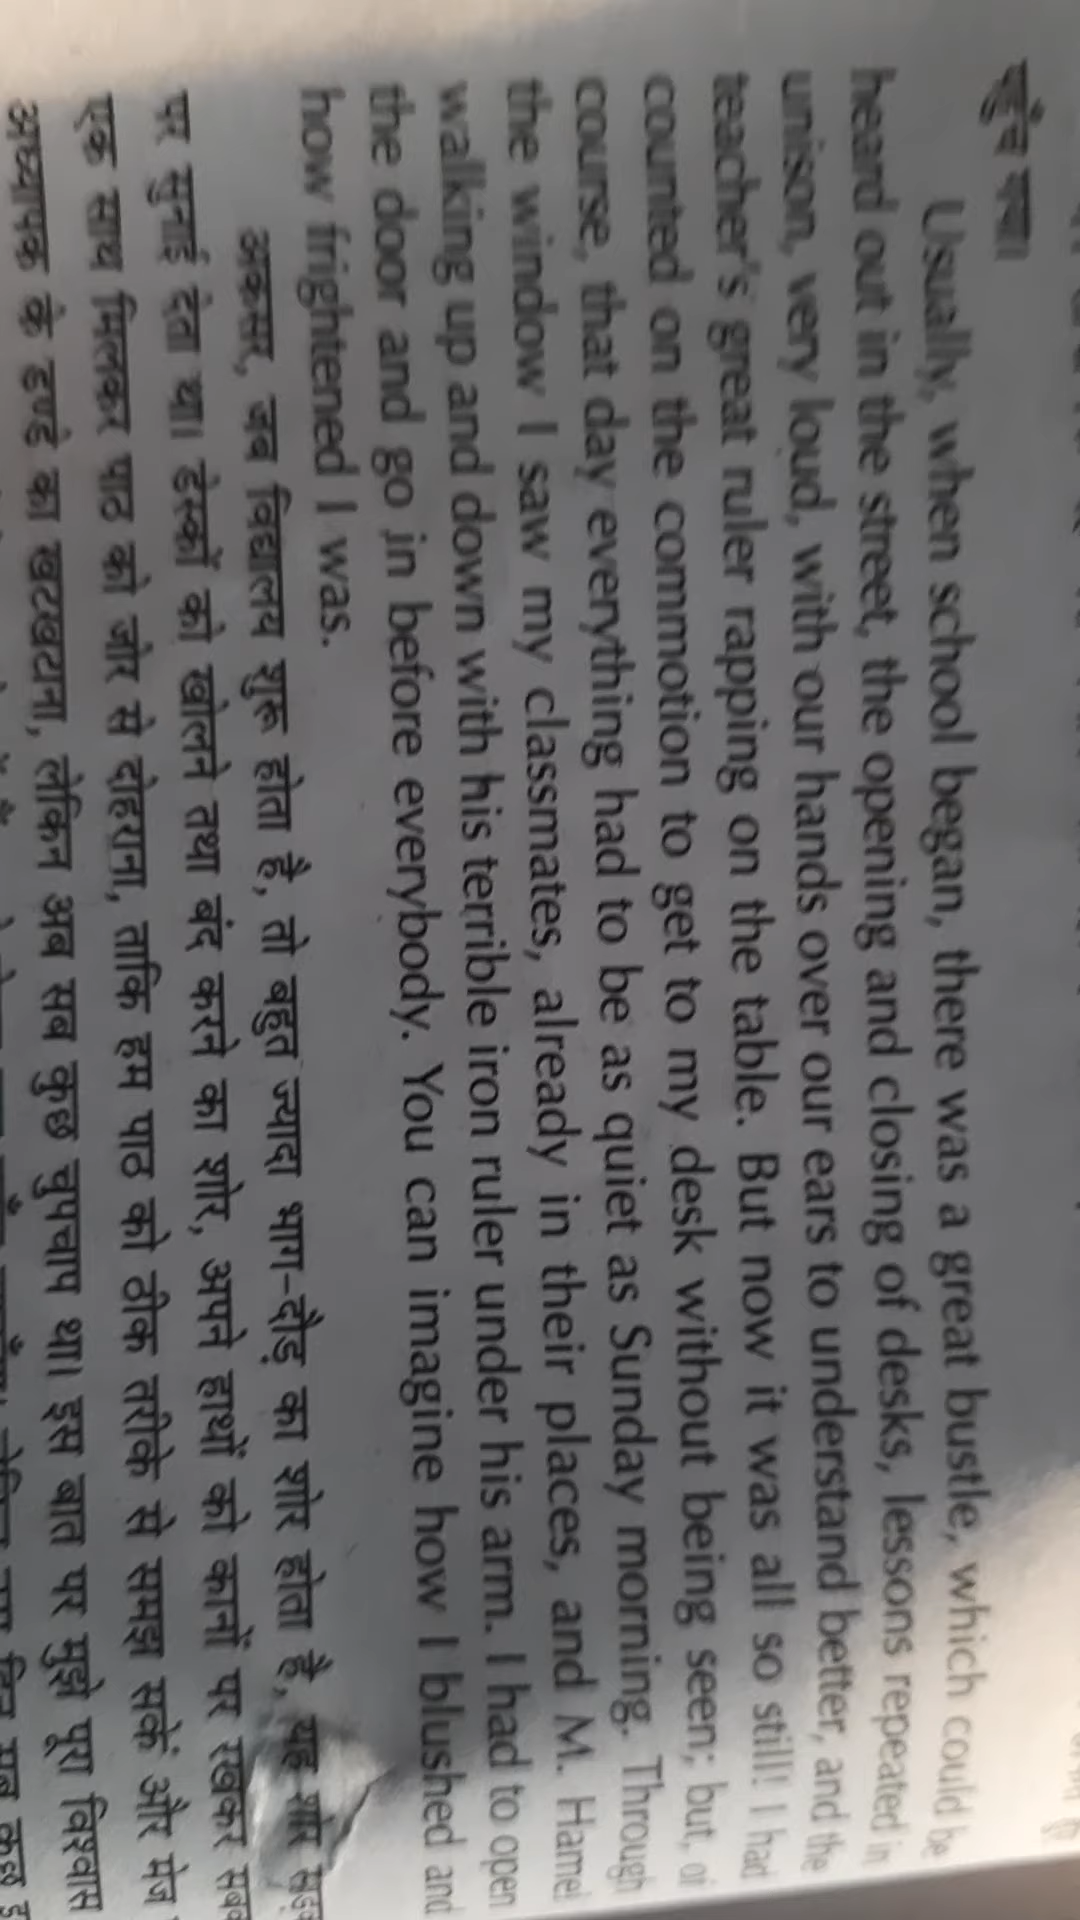 पहुँच गया।
Usually, when school began, there was a great bustle, which could be
heard out in the street, the opening and closing of desks, lessons repeated in
unison, very loud, with our hands over our ears to understand better, and the
teacher's great ruler rapping on the table. But now it was all so still! I had
counted on the commotion to get to my desk without being seen; but, of
course, that day everything had to be as quiet as Sunday morning. Through
the window I saw my classmates, already in their places, and M. Hamel
walking up and down with his terrible iron ruler under his arm. I had to open
the door and go in before everybody. You can imagine how I blushed and
how frightened I was.
अकसर, जब विद्यालय शुरू होता है, तो बहुत ज्यादा भाग-दौड़ का शोर होता है, यह शोर सड़क
पर सुनाई देता था। डेस्कों को खोलने तथा बंद करने का शोर, अपने हाथों को कानों पर रखकर
एक साथ मिलकर पाठ को जोर से दोहराना, ताकि हम पाठ को ठीक तरीके से समझ सकें और मेज
अध्यापक के डण्डे का खटखटाना, लेकिन अब सब कुछ चुपचाप था। इस बात पर मुझे पूरा विश्वास